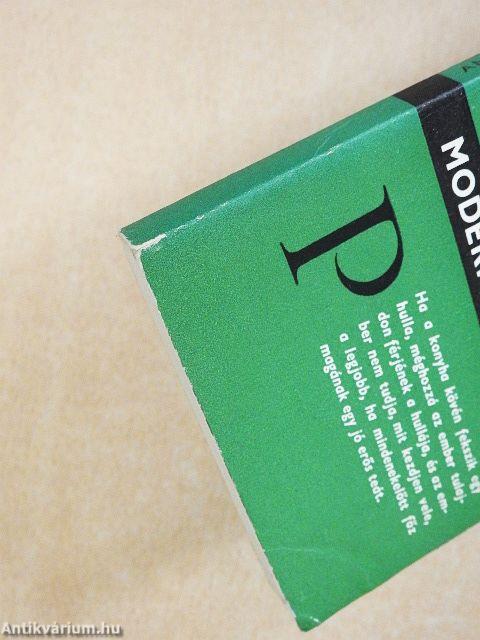 MODER
P
Ha a konyha kövén fekszik egy
hulla, méghozzá az ember tulaj-
don férjének a hullája, és az em-
ber nem tudja, mit kezdjen vele,
a legjobb, ha mindenekelőtt főz
magának egy jó erős teát.
Antikvárium.hu